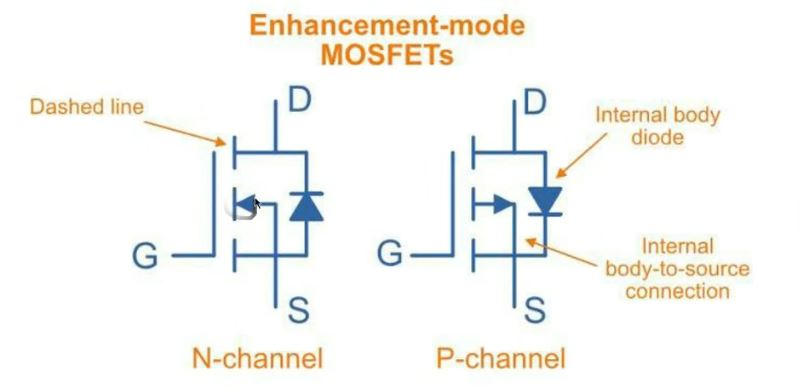 Enhancement-mode
MOSFETs
Dashed line
D
D
Internal body
diode
G
G
Internal
body-to-source
connection
S
S
N-channel
P-channel